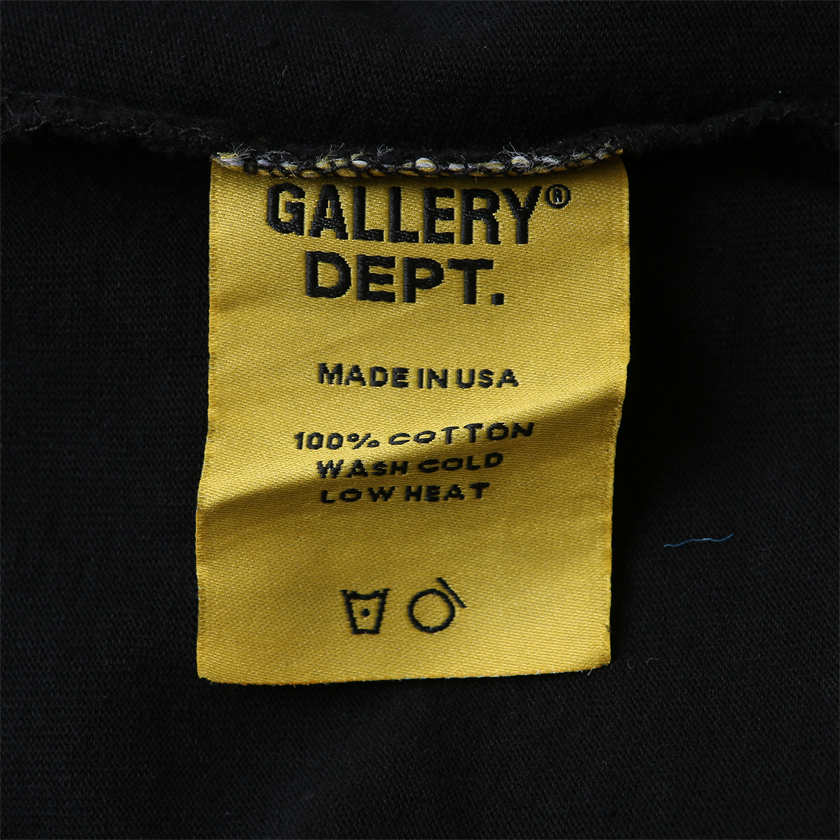 GALLERY®
DEPT.
MADE IN USA
100% COTTON
WASH COLD
LOW HEAT